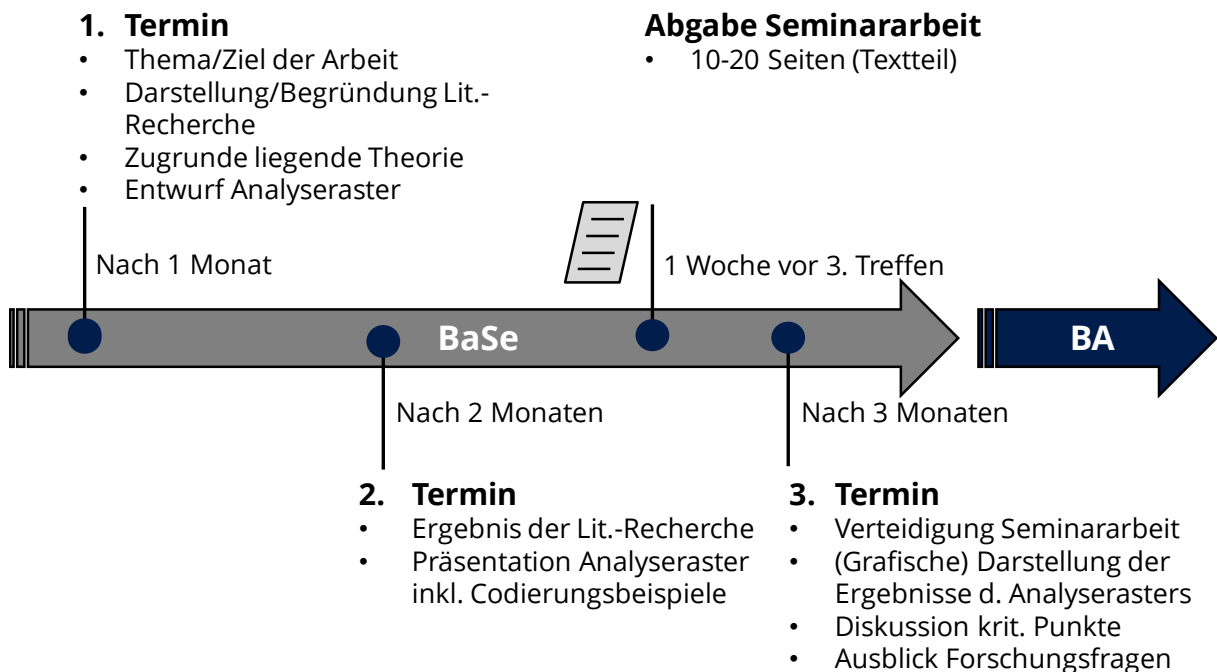 1. Termin
• Thema/Ziel der Arbeit
• Darstellung/Begründung Lit.-
Recherche
• Zugrunde liegende Theorie
• Entwurf Analyseraster
Abgabe Seminararbeit
• 10-20 Seiten (Textteil)
Nach 1 Monat
1 Woche vor 3. Treffen
BaSe
BA
Nach 2 Monaten
Nach 3 Monaten
2. Termin
• Ergebnis der Lit.-Recherche
• Präsentation Analyseraster
inkl. Codierungsbeispiele
3. Termin
• Verteidigung Seminararbeit
• (Grafische) Darstellung der
Ergebnisse d. Analyserasters
• Diskussion krit. Punkte
• Ausblick Forschungsfragen